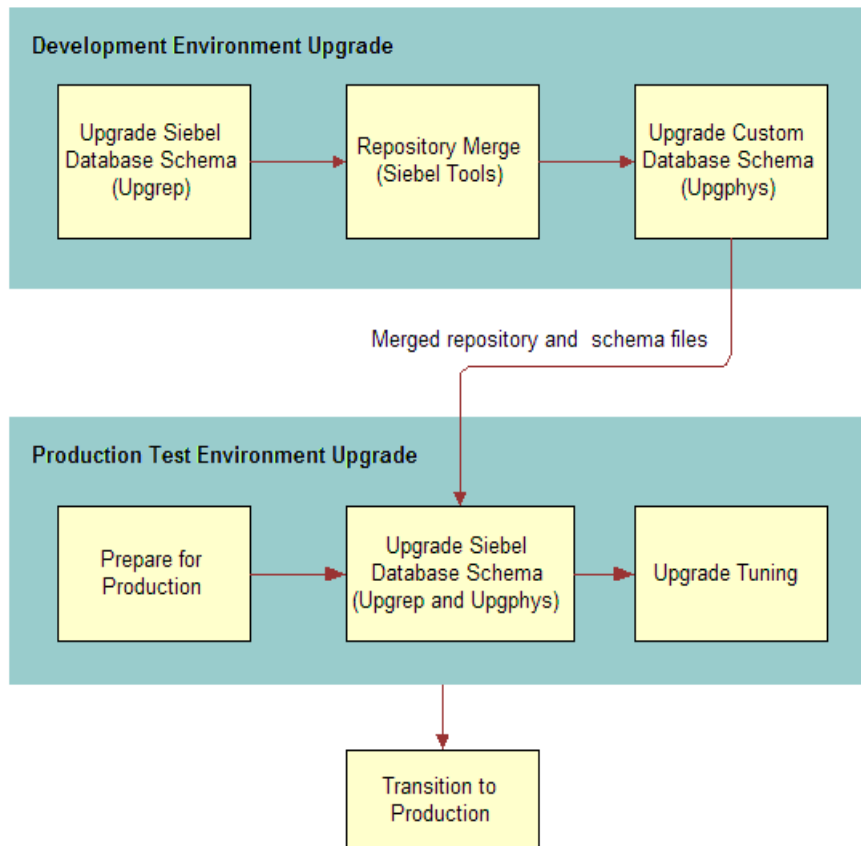 Development Environment Upgrade
Upgrade Siebel
Database Schema
(Upgrep)
Repository Merge
(Siebel Tools)
Upgrade Custom
Database Schema
(Upgphys)
Merged repository and schema files
Production Test Environment Upgrade
Prepare for
Production
Upgrade Siebel
Database Schema
(Upgrep and Upgphys)
Upgrade Tuning
Transition to
Production